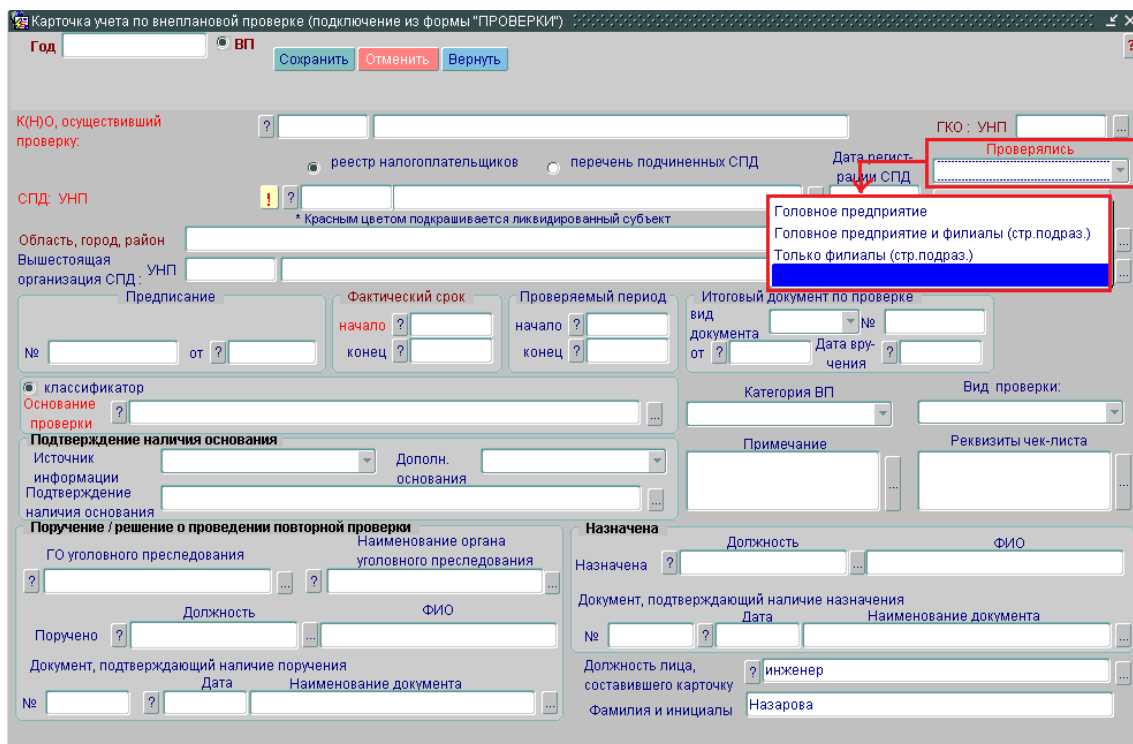 Карточка учета по внеплановой проверке (подключение из формы "ПРОВЕРКИ")
Год ВП
Сохранить Отменить Вернуть
?
К(Н)О, осуществивший
проверку:
? ГКО : УНП ...
реестр налогоплательщиков перечень подчиненных СПД
Дата регист-
рации СПД
Проверялись
СПД: УНП ! ? ...
* Красным цветом подкрашивается ликвидированный субъект
Головное предприятие
Головное предприятие и филиалы (стр.подраз.)
Только филиалы (стр.подраз.)
Область, город, район ...
Вышестоящая
организация СПД : УНП ...
Предписание
№ от ?
Фактический срок
начало ?
конец ?
Проверяемый период
начало ?
конец ?
Итоговый документ по проверке
вид
документа №
от ? Дата вру-
чения ?
классификатор
Основание
проверки ? ...
Категория ВП
Вид проверки:
Подтверждение наличия основания
Источник
информации
Дополн.
основания
Подтверждение
наличия основания ...
Примечание
...
Реквизиты чек-листа
...
Поручение / решение о проведении повторной проверки
ГО уголовного преследования
? ...
Наименование органа
уголовного преследования
? ...
Должность ФИО
Поручено ? ...
Документ, подтверждающий наличие поручения
Дата Наименование документа
№ ? ...
Назначена
Должность ФИО
Назначена ? ...
Документ, подтверждающий наличие назначения
Дата Наименование документа
№ ? ...
Должность лица,
составившего карточку ? инженер ...
Фамилия и инициалы Назарова